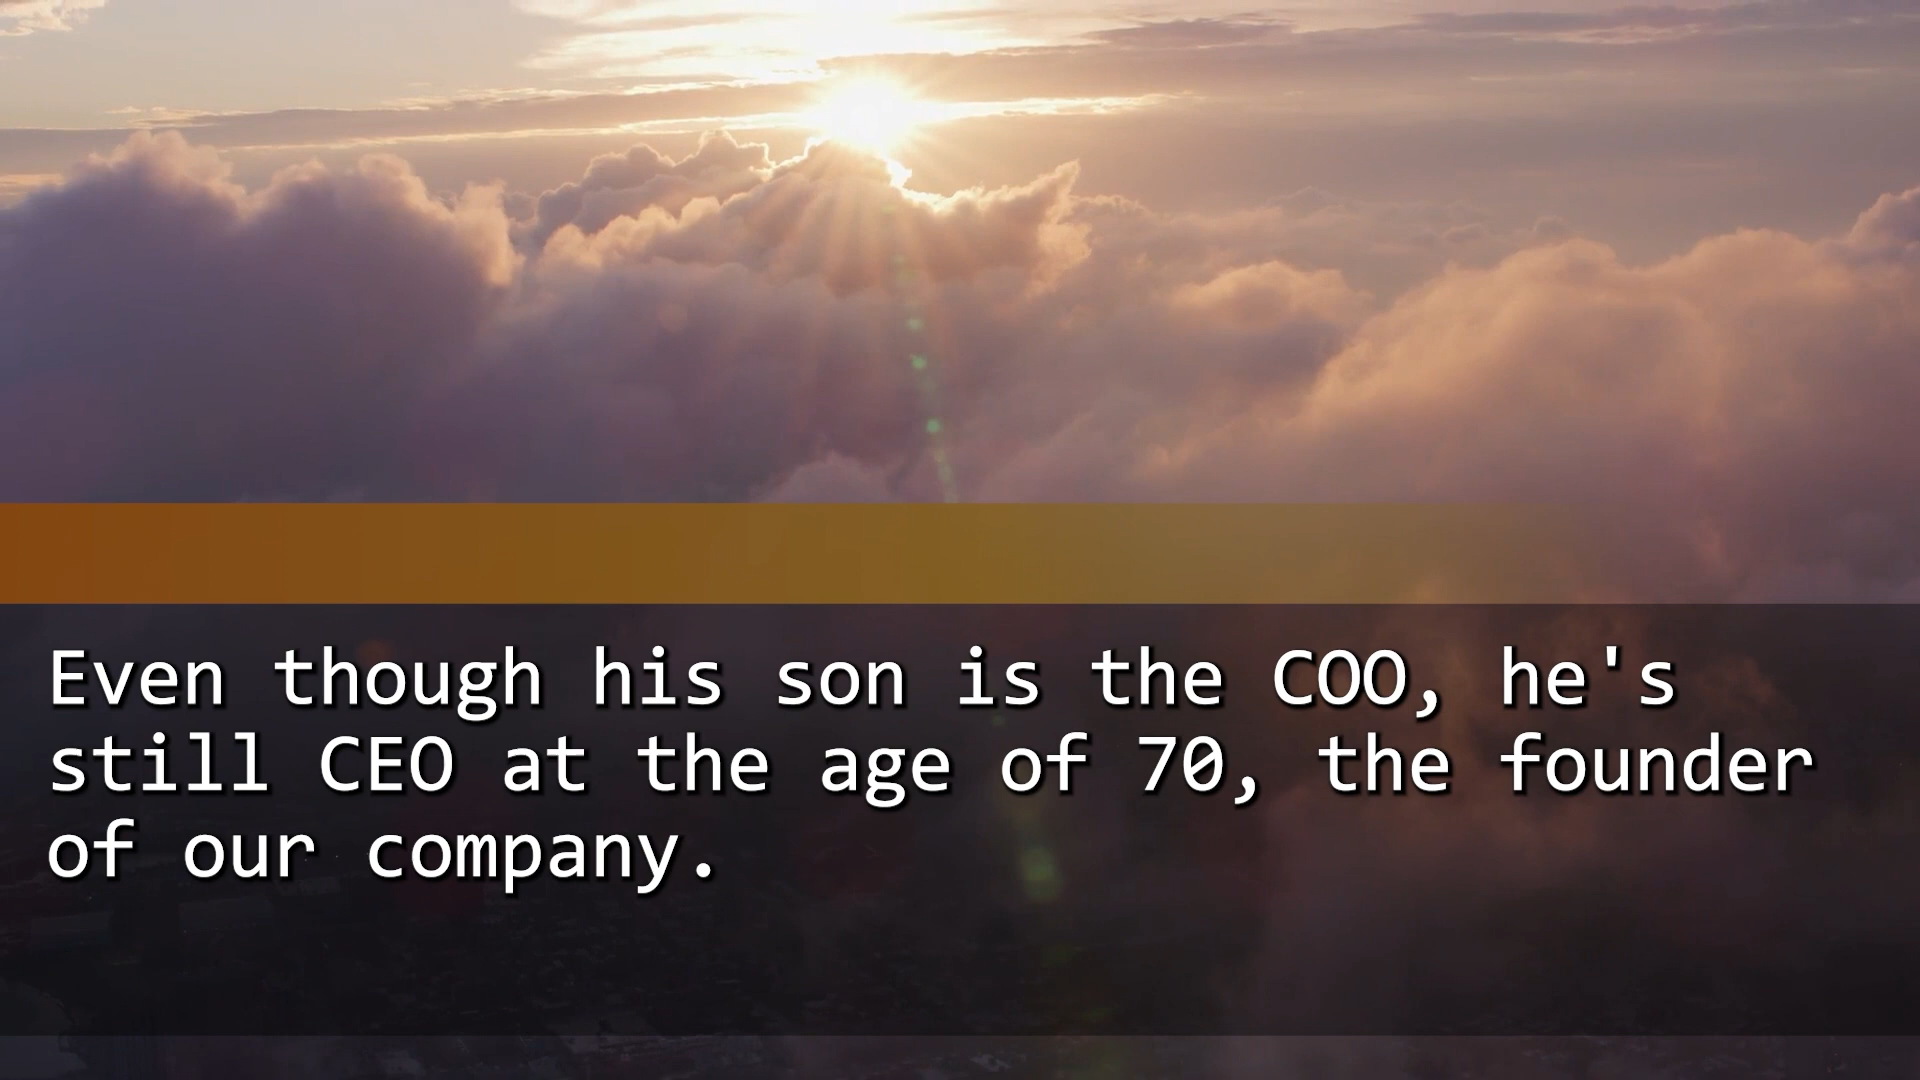 Even though his son is the COO, he's
still CEO at the age of 70, the founder
of our company.